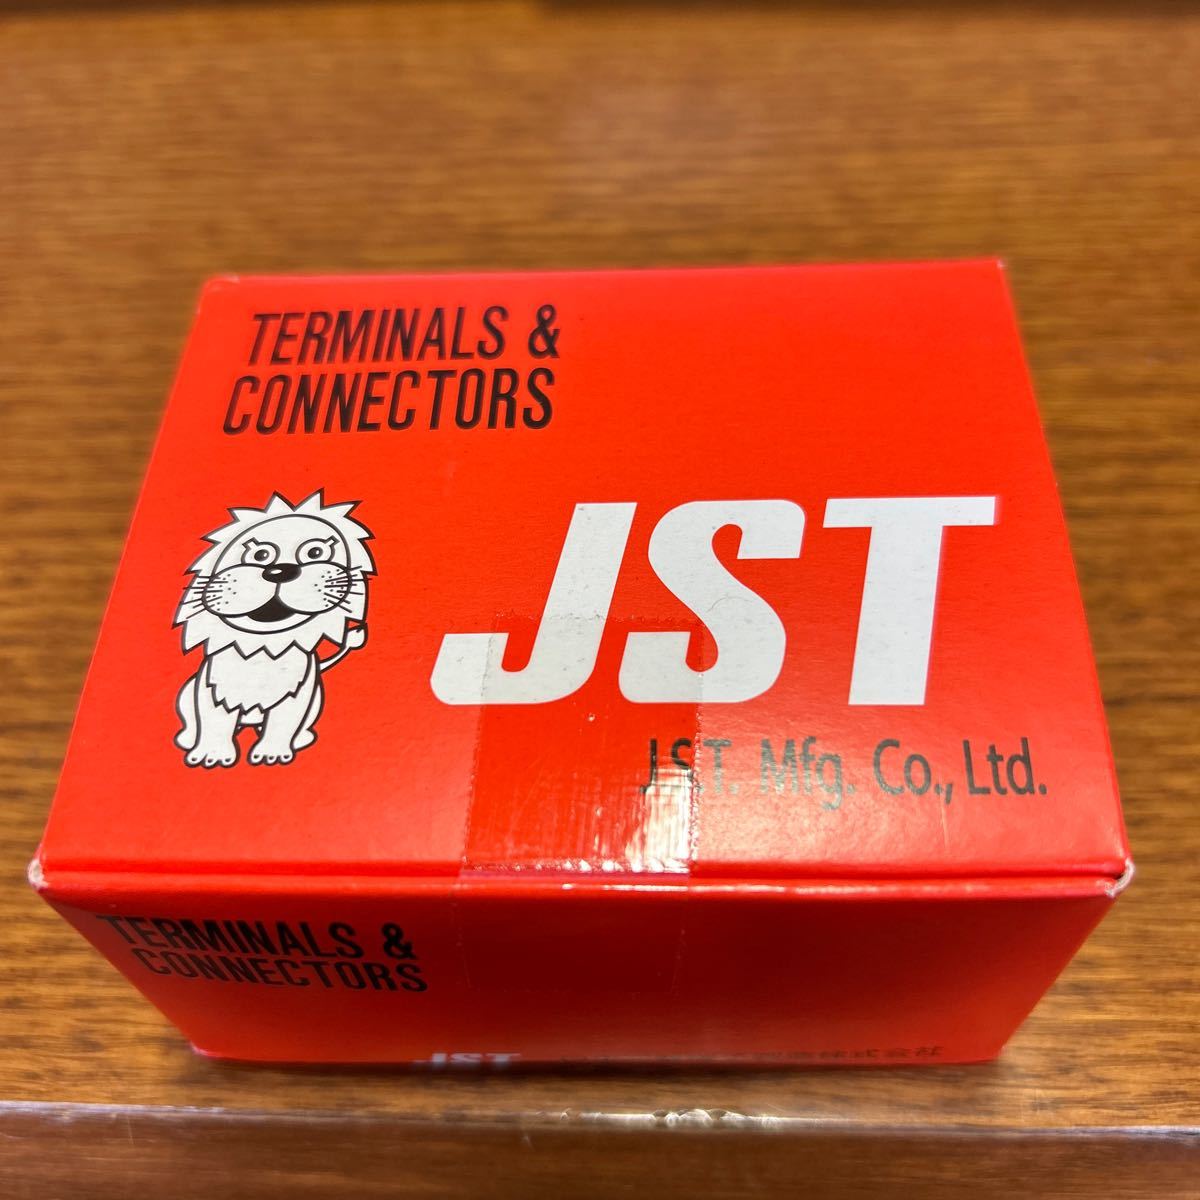 TERMINALS &
CONNECTORS
JST
J.S.T. Mfg. Co., Ltd.
TERMINALS &
CONNECTORS
JST